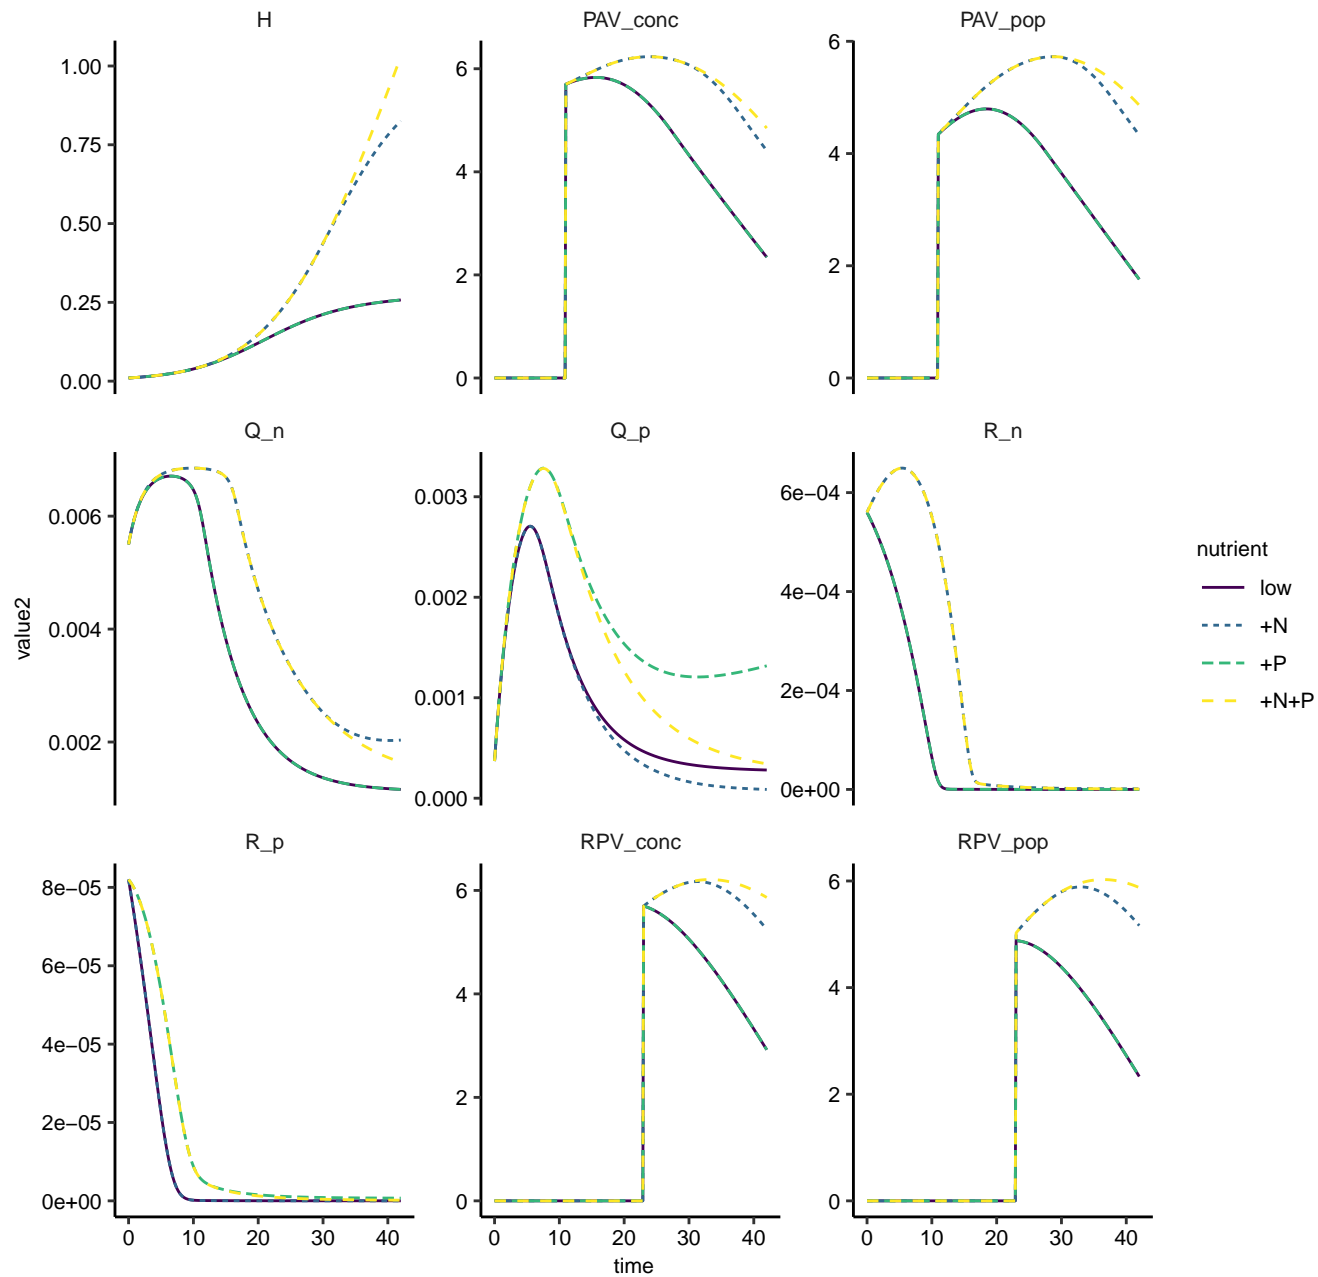 H
PAV_conc
PAV_pop
1.00
0.75
0.50
0.25
0.00
6
4
2
0
6
4
2
0
Q_n
Q_p
R_n
0.006
0.004
0.002
0.003
0.002
0.001
0.000
6e−04
4e−04
2e−04
0e+00
R_p
RPV_conc
RPV_pop
8e−05
6e−05
4e−05
2e−05
0e+00
6
4
2
0
6
4
2
0
0 10 20 30 40
0 10 20 30 40
0 10 20 30 40
time
value2
nutrient
low
+N
+P
+N+P